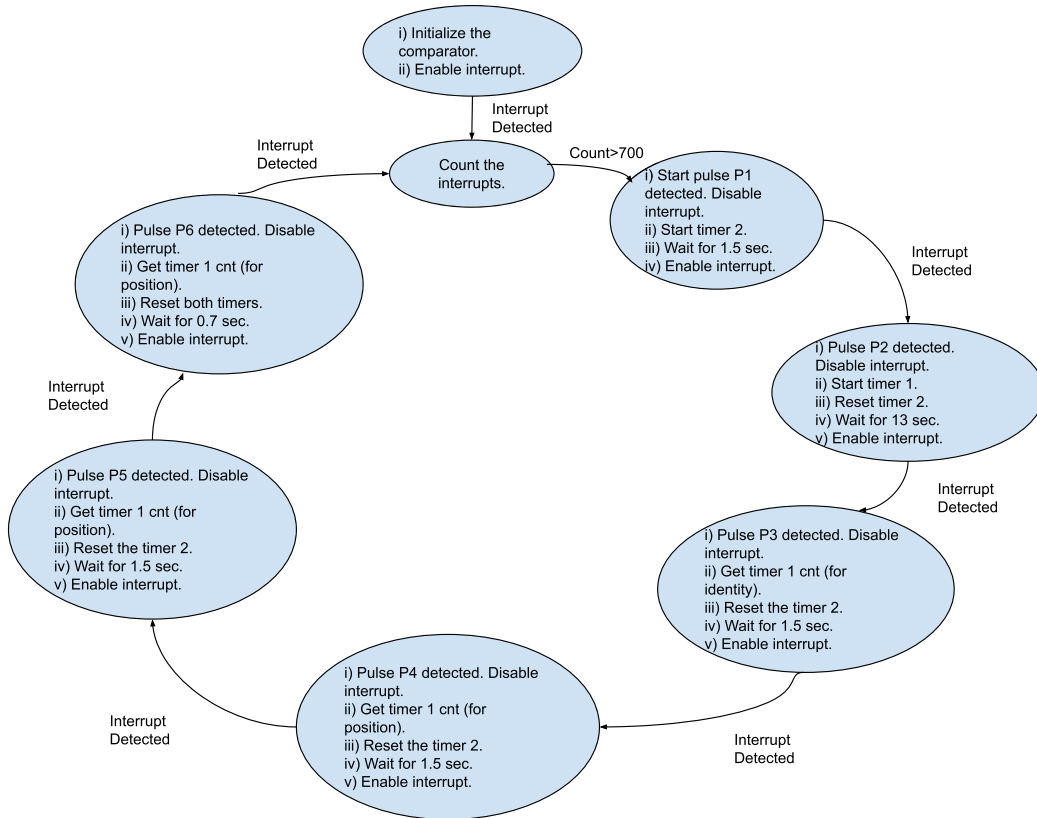 i) Initialize the
comparator.
ii) Enable interrupt.
Interrupt
Detected
Count the
interrupts.
Count>700
i) Start pulse P1
detected. Disable
interrupt.
ii) Start timer 2.
iii) Wait for 1.5 sec.
iv) Enable interrupt.
Interrupt
Detected
i) Pulse P2 detected.
Disable interrupt.
ii) Start timer 1.
iii) Reset timer 2.
iv) Wait for 13 sec.
v) Enable interrupt.
Interrupt
Detected
i) Pulse P3 detected. Disable
interrupt.
ii) Get timer 1 cnt (for
identity).
iii) Reset the timer 2.
iv) Wait for 1.5 sec.
v) Enable interrupt.
Interrupt
Detected
i) Pulse P4 detected. Disable
interrupt.
ii) Get timer 1 cnt (for
position).
iii) Reset the timer 2.
iv) Wait for 1.5 sec.
v) Enable interrupt.
Interrupt
Detected
i) Pulse P5 detected. Disable
interrupt.
ii) Get timer 1 cnt (for
position).
iii) Reset the timer 2.
iv) Wait for 1.5 sec.
v) Enable interrupt.
Interrupt
Detected
i) Pulse P6 detected. Disable
interrupt.
ii) Get timer 1 cnt (for
position).
iii) Reset both timers.
iv) Wait for 0.7 sec.
v) Enable interrupt.
Interrupt
Detected